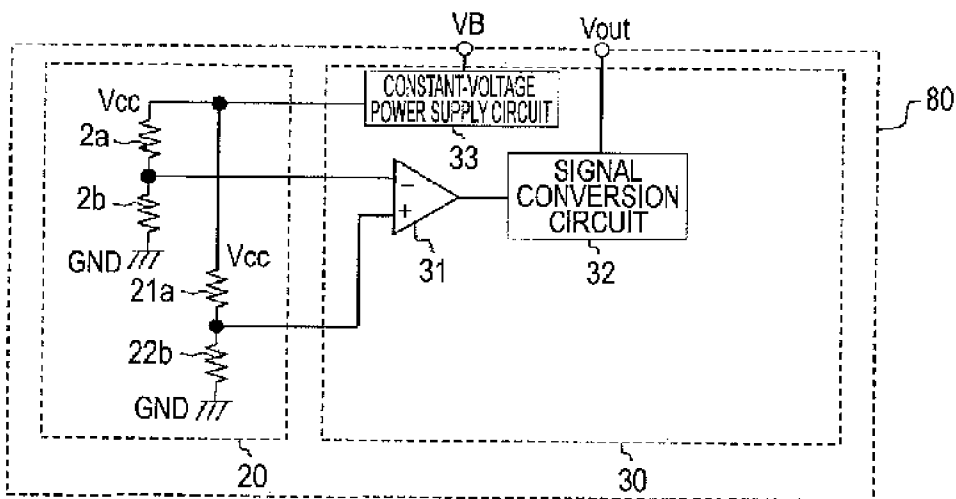 VB
Vout
CONSTANT-VOLTAGE
POWER SUPPLY CIRCUIT
80
Vcc
2a
33
SIGNAL
CONVERSION
CIRCUIT
2b
−
+
GND
Vcc
31
32
21a
22b
GND
20
30